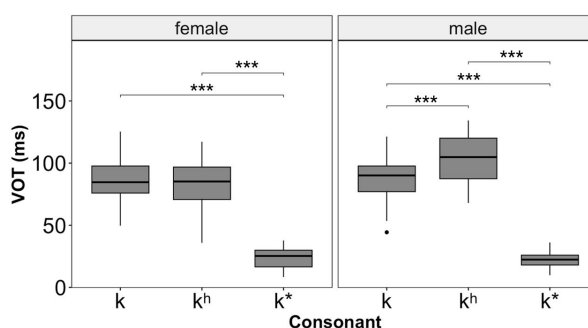 female male
***
***
***
***
***
VOT (ms)
150
100
50
0
k kʰ k* k kʰ k*
Consonant